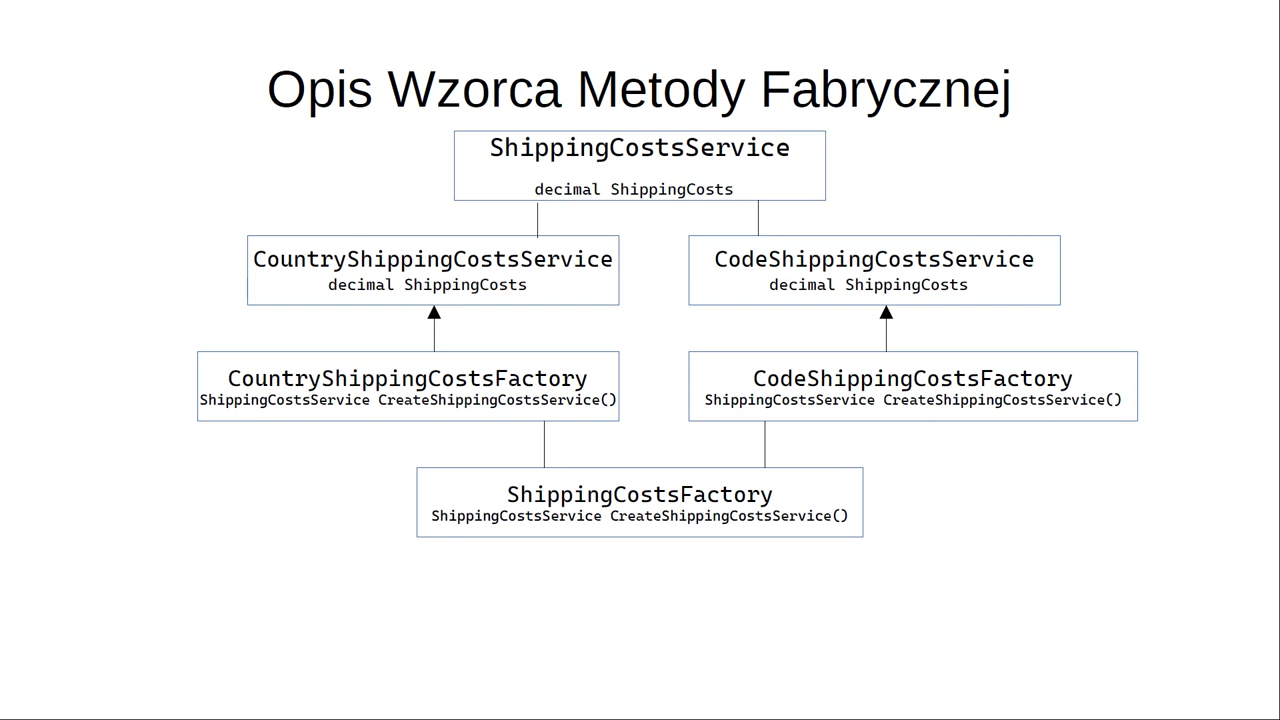 Opis Wzorca Metody Fabrycznej
ShippingCostsService
decimal ShippingCosts
CountryShippingCostsService
decimal ShippingCosts
CodeShippingCostsService
decimal ShippingCosts
CountryShippingCostsFactory
ShippingCostsService CreateShippingCostsService()
CodeShippingCostsFactory
ShippingCostsService CreateShippingCostsService()
ShippingCostsFactory
ShippingCostsService CreateShippingCostsService()